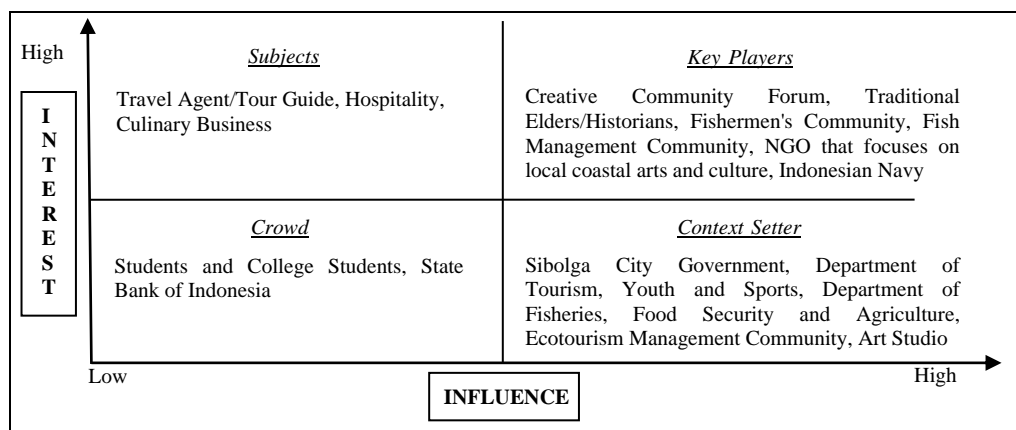 High
INTEREST
Subjects
Travel Agent/Tour Guide, Hospitality,
Culinary Business
Key Players
Creative Community Forum, Traditional
Elders/Historians, Fishermen's Community, Fish
Management Community, NGO that focuses on
local coastal arts and culture, Indonesian Navy
Crowd
Students and College Students, State
Bank of Indonesia
Context Setter
Sibolga City Government, Department of
Tourism, Youth and Sports, Department of
Fisheries, Food Security and Agriculture,
Ecotourism Management Community, Art Studio
Low
INFLUENCE
High